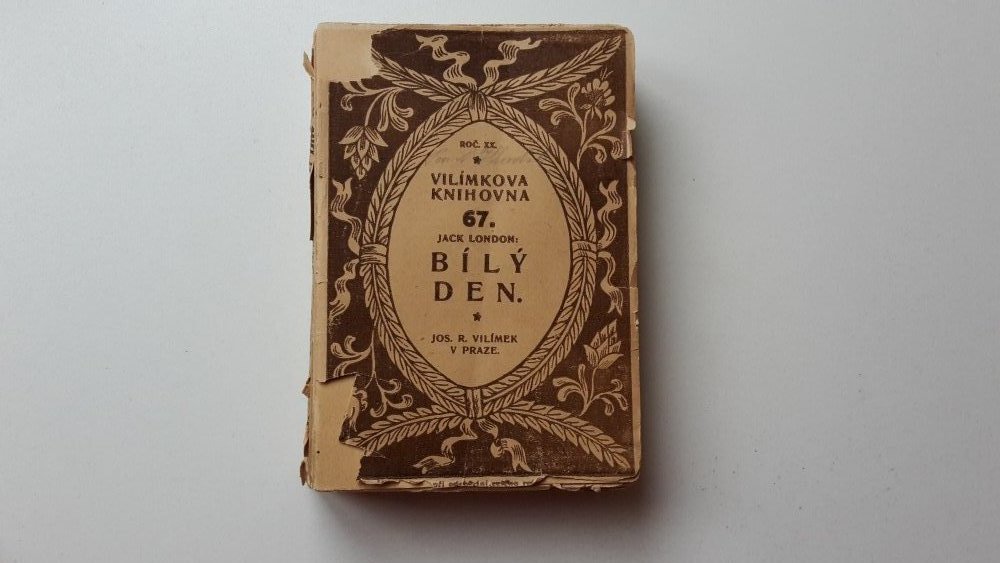 ROČ. XX.
VILÍMKOVA
KNIHOVNA
67.
JACK LONDON:
BÍLÝ
DEN.
JOS. R. VILÍMEK
V PRAZE.